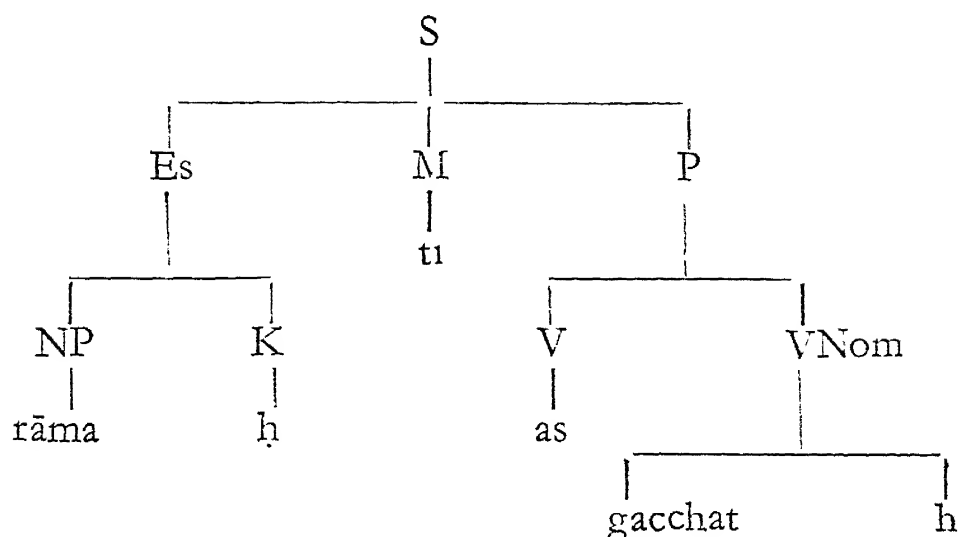 S
Es M P
tı
NP K V VNom
rāma ḥ as
gacchat h